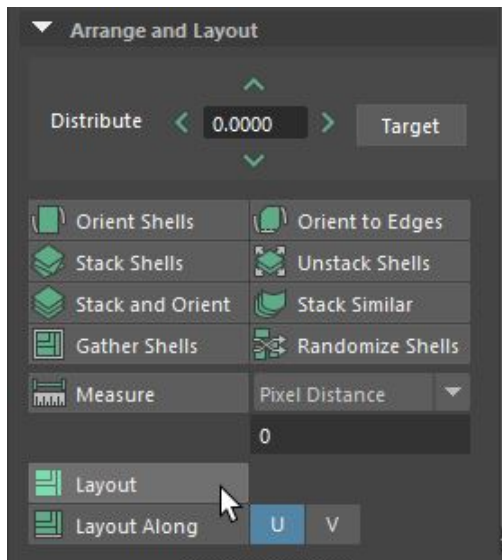 Arrange and Layout
Distribute 0.0000 Target
Orient Shells Orient to Edges
Stack Shells Unstack Shells
Stack and Orient Stack Similar
Gather Shells Randomize Shells
Measure Pixel Distance
0
Layout
Layout Along U V